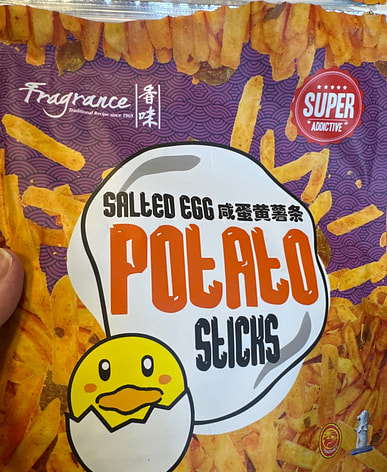 Fragrance 香味
Traditional Recipe since 1969
SUPER
ADDICTIVE
SALTED EGG 咸蛋黄薯条
POTATO
STICKS